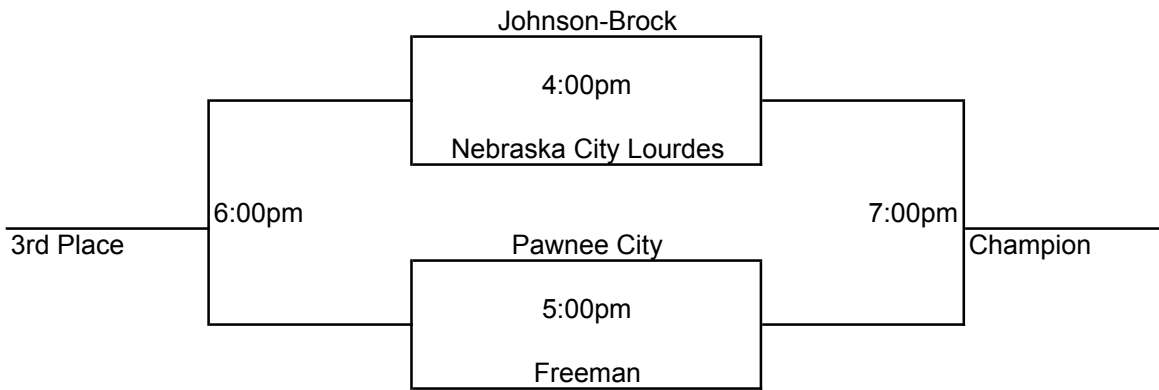 Johnson-Brock
4:00pm
Nebraska City Lourdes
6:00pm
7:00pm
3rd Place
Pawnee City
Champion
5:00pm
Freeman